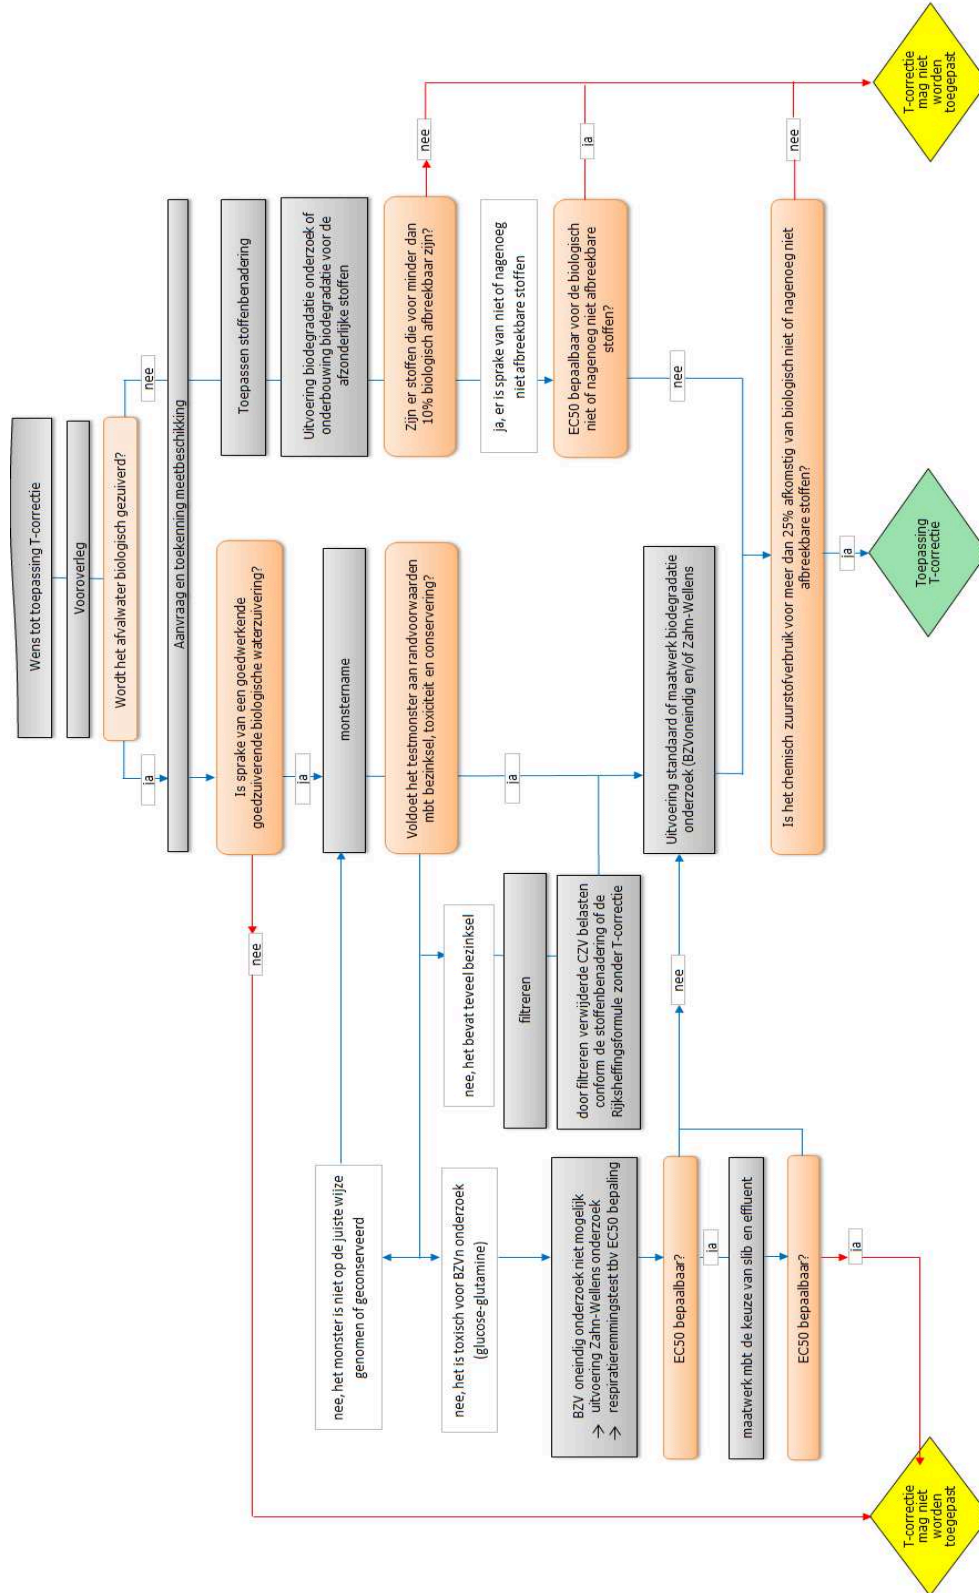 Wens tot toepassing T-correctie
Vooroverleg
Wordt het afvalwater biologisch gezuiverd?
ja
nee
Aanvraag en toekenning meetbeschikking
Is sprake van een goedwerkende
goedzuiverende biologische waterzuivering?
nee
ja
monstername
Voldoet het testmonster aan randvoorwaarden
mbt bezinksel, toxiciteit en conservering?
ja
nee, het monster is niet op de juiste wijze
genomen of geconserveerd
nee, het is toxisch voor BZVn onderzoek
(glucose-glutamine)
nee, het bevat teveel bezinksel
filtreren
door filtreren verwijderde CZV belasten
conform de stoffenbenadering of de
Rijksheffingsformule zonder T-correctie
BZV oneindig onderzoek niet mogelijk
→ uitvoering Zahn-Wellens onderzoek
→ respiratieremmingstest tbv EC50 bepaling
EC50 bepaalbaar?
nee
ja
maatwerk mbt de keuze van slib en effluent
EC50 bepaalbaar?
ja
T-correctie
mag niet
worden
toegepast
Uitvoering standaard of maatwerk biodegradatie
onderzoek (BZVoneindig en/of Zahn-Wellens
Toepassen stoffenbenadering
Uitvoering biodegradatie onderzoek of
onderbouwing biodegradatie voor de
afzonderlijke stoffen
Zijn er stoffen die voor minder dan
10% biologisch afbreekbaar zijn?
nee
ja, er is sprake van niet of nagenoeg
niet afbreekbare stoffen
EC50 bepaalbaar voor de biologisch
niet of nagenoeg niet afbreekbare
stoffen?
ja
nee
Is het chemisch zuurstofverbruik voor meer dan 25% afkomstig van biologisch niet of nagenoeg niet
afbreekbare stoffen?
nee
ja
Toepassing
T-correctie
T-correctie
mag niet
worden
toegepast